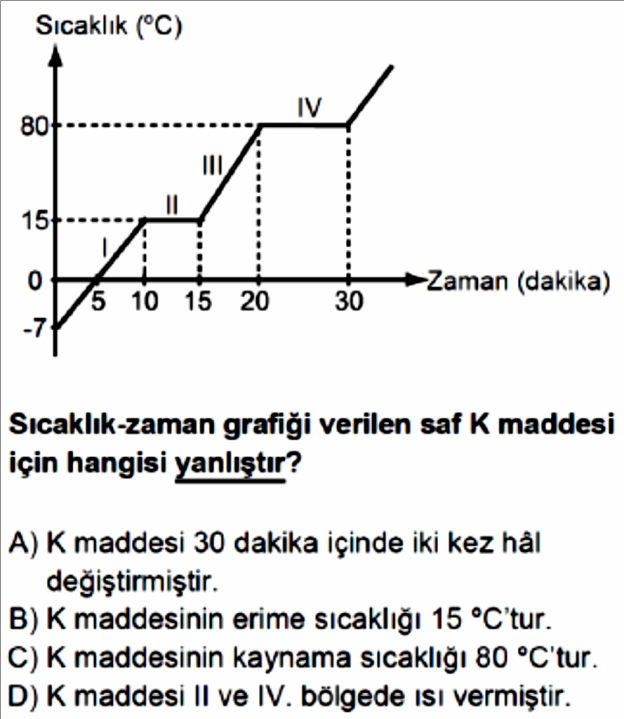 Sıcaklık (°C)
IV
80
III
II
15
I
0
Zaman (dakika)
5 10 15 20 30
-7
Sıcaklık-zaman grafiği verilen saf K maddesi
için hangisi yanlıştır?
A) K maddesi 30 dakika içinde iki kez hâl
değiştirmiştir.
B) K maddesinin erime sıcaklığı 15 °C'tur.
C) K maddesinin kaynama sıcaklığı 80 °C'tur.
D) K maddesi II ve IV. bölgede ısı vermiştir.